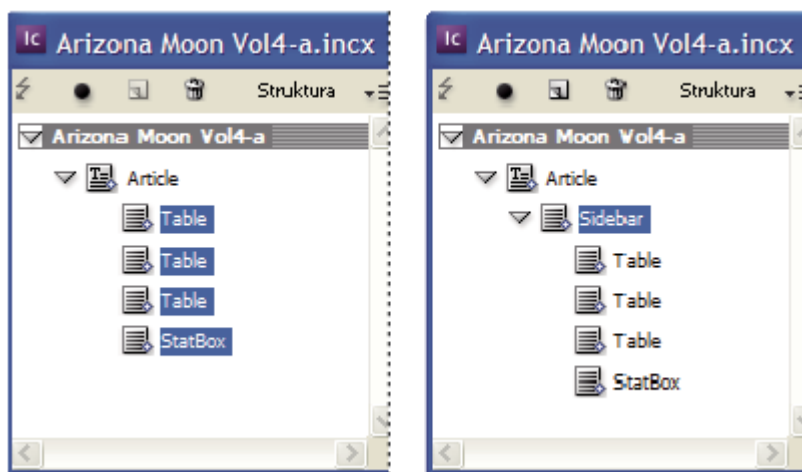 Ic Arizona Moon Vol4-a.incx
Struktura
Arizona Moon Vol4-a
Article
Table
Table
Table
StatBox
Ic Arizona Moon Vol4-a.incx
Struktura
Arizona Moon Vol4-a
Article
Sidebar
Table
Table
Table
StatBox